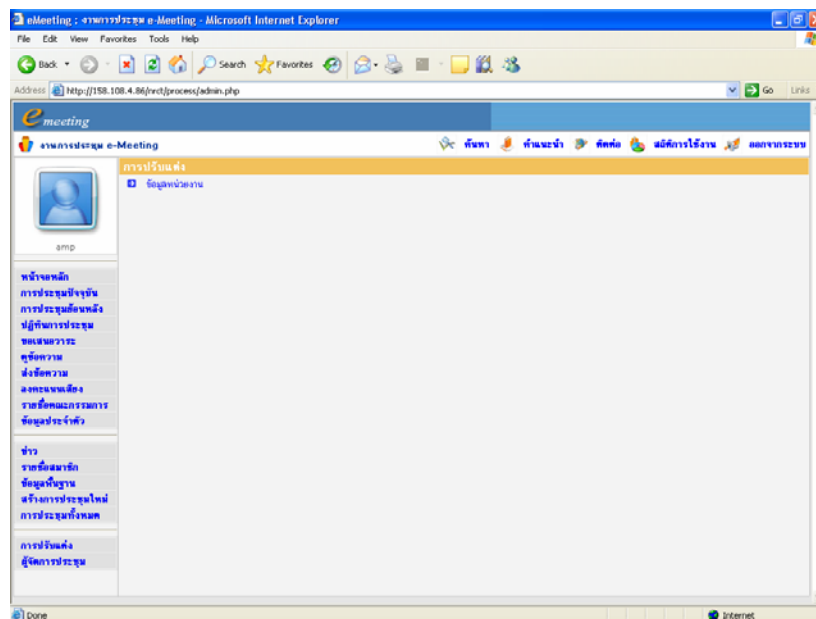 eMeeting : งานการประชุม e-Meeting - Microsoft Internet Explorer
File Edit View Favorites Tools Help
Back Search Favorites
Address http://158.108.4.86/nrct/process/admin.php Go Links
emeeting
งานการประชุม e-Meeting ค้นหา คำแนะนำ ติดต่อ สถิติการใช้งาน ออกจากระบบ
การปรับแต่ง
ข้อมูลหน่วยงาน
amp
หน้าจอหลัก
การประชุมปัจจุบัน
การประชุมย้อนหลัง
ปฏิทินการประชุม
ขอเสนอวาระ
ดูข้อความ
ส่งข้อความ
ลงคะแนนเสียง
รายชื่อคณะกรรมการ
ข้อมูลประจำตัว
ข่าว
รายชื่อสมาชิก
ข้อมูลพื้นฐาน
สร้างการประชุมใหม่
การประชุมทั้งหมด
การปรับแต่ง
ผู้จัดการประชุม
Done Internet